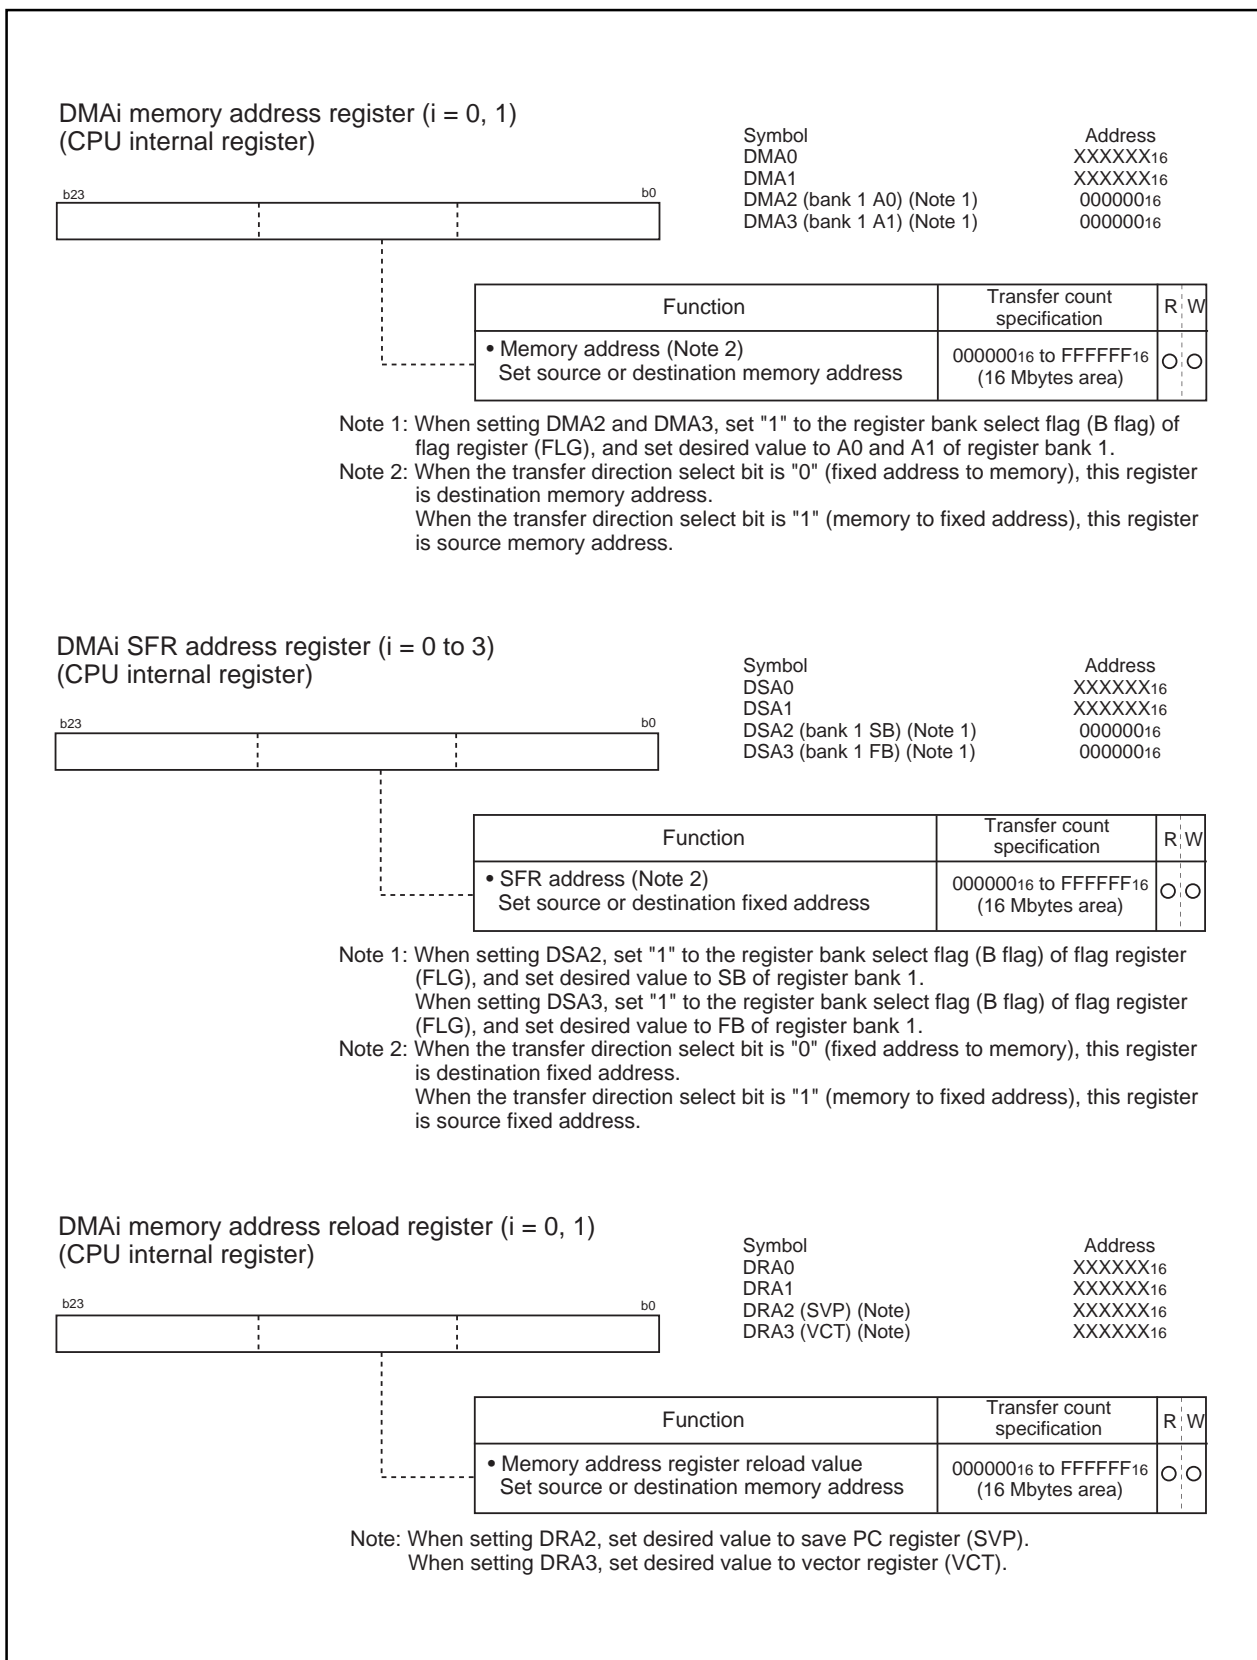 DMAi memory address register (i = 0, 1)
(CPU internal register)
Symbol Address
DMA0 XXXXXX16
DMA1 XXXXXX16
DMA2 (bank 1 A0) (Note 1) 00000016
DMA3 (bank 1 A1) (Note 1) 00000016
b23 b0
Function Transfer count specification R W
• Memory address (Note 2)
Set source or destination memory address
00000016 to FFFFFF16
(16 Mbytes area)
Note 1: When setting DMA2 and DMA3, set "1" to the register bank select flag (B flag) of
flag register (FLG), and set desired value to A0 and A1 of register bank 1.
Note 2: When the transfer direction select bit is "0" (fixed address to memory), this register
is destination memory address.
When the transfer direction select bit is "1" (memory to fixed address), this register
is source memory address.
DMAi SFR address register (i = 0 to 3)
(CPU internal register)
Symbol Address
DSA0 XXXXXX16
DSA1 XXXXXX16
DSA2 (bank 1 SB) (Note 1) 00000016
DSA3 (bank 1 FB) (Note 1) 00000016
b23 b0
Function Transfer count specification R W
• SFR address (Note 2)
Set source or destination fixed address
00000016 to FFFFFF16
(16 Mbytes area)
Note 1: When setting DSA2, set "1" to the register bank select flag (B flag) of flag register
(FLG), and set desired value to SB of register bank 1.
When setting DSA3, set "1" to the register bank select flag (B flag) of flag register
(FLG), and set desired value to FB of register bank 1.
Note 2: When the transfer direction select bit is "0" (fixed address to memory), this register
is destination fixed address.
When the transfer direction select bit is "1" (memory to fixed address), this register
is source fixed address.
DMAi memory address reload register (i = 0, 1)
(CPU internal register)
Symbol Address
DRA0 XXXXXX16
DRA1 XXXXXX16
DRA2 (SVP) (Note) XXXXXX16
DRA3 (VCT) (Note) XXXXXX16
b23 b0
Function Transfer count specification R W
• Memory address register reload value
Set source or destination memory address
00000016 to FFFFFF16
(16 Mbytes area)
Note: When setting DRA2, set desired value to save PC register (SVP).
When setting DRA3, set desired value to vector register (VCT).